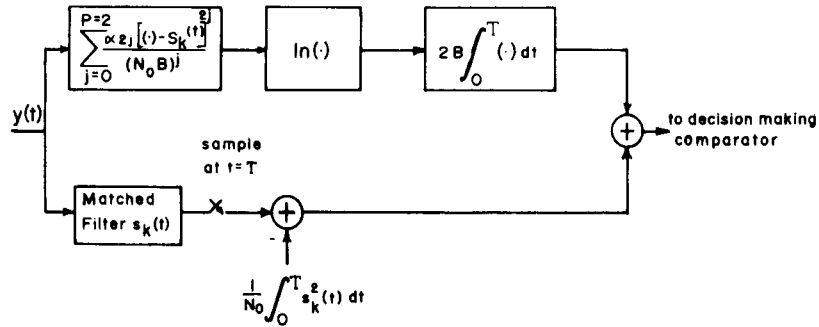 P=2
∑ α2j [(·)-Sk(t)]^2j / (N₀B)^j
j=0
ln(·)
2B ∫₀ᵀ (·) dt
y(t)
to decision making
comparator
+
sample
at t=T
Matched
Filter sₖ(t)
+
-
1/N₀ ∫₀ᵀ sₖ²(t) dt